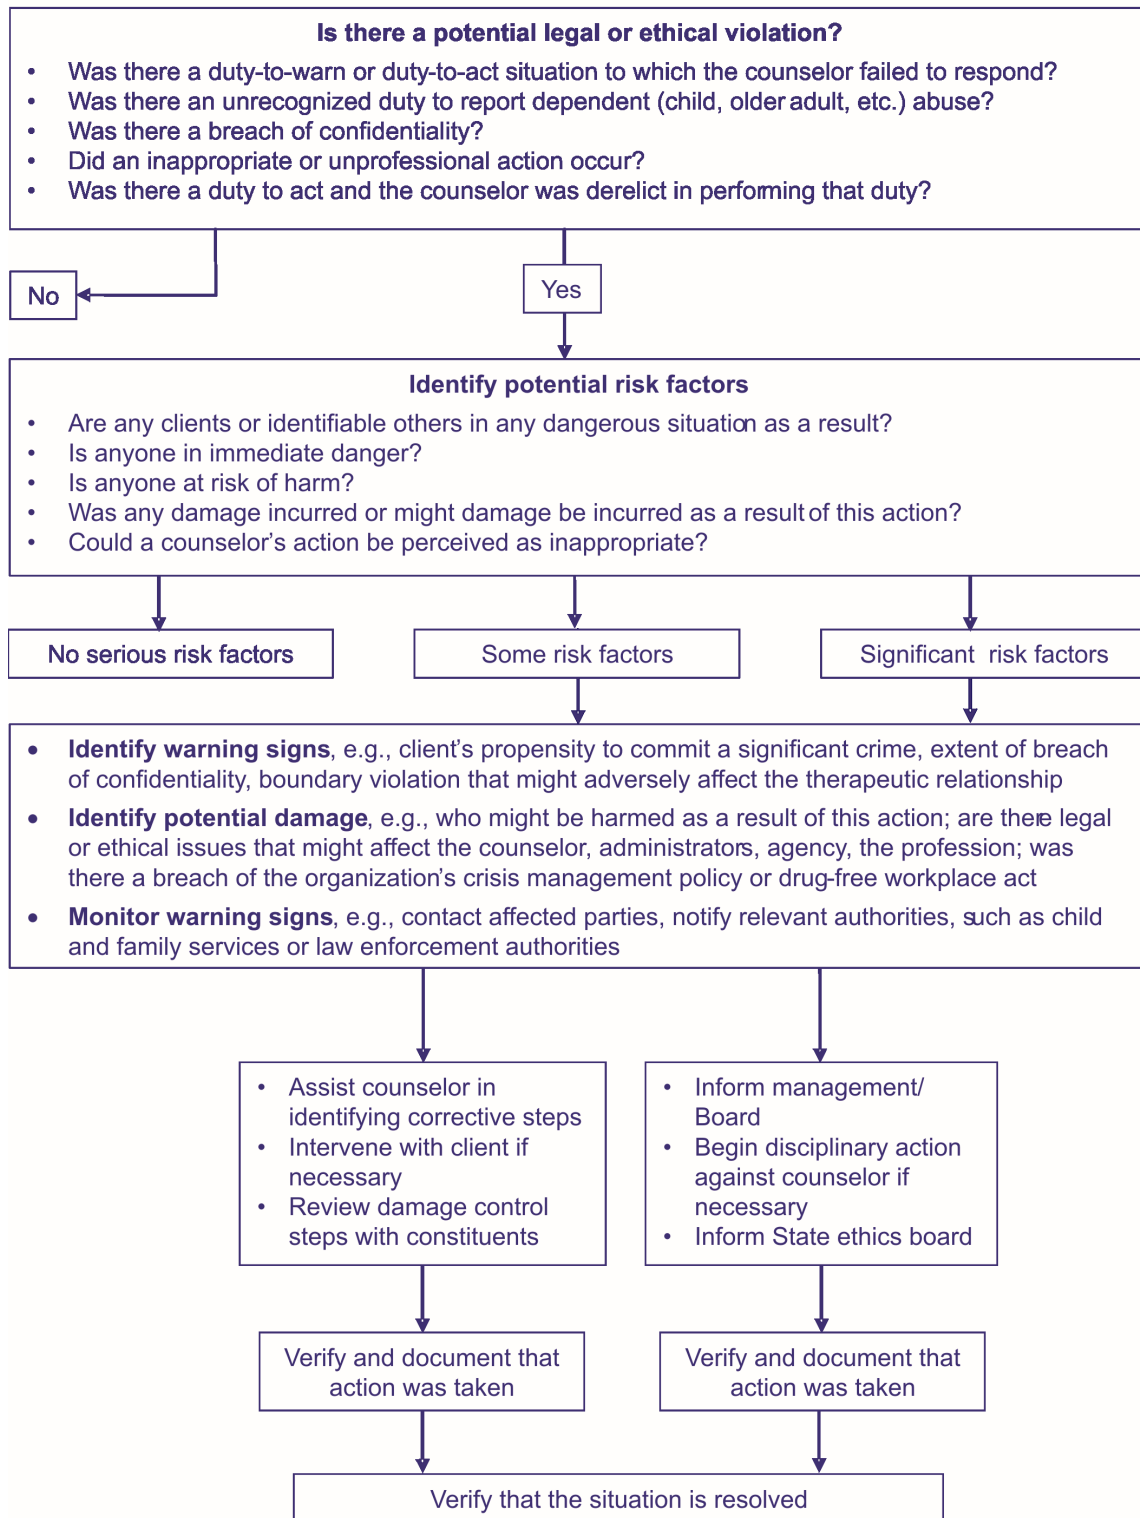 Is there a potential legal or ethical violation?
• Was there a duty-to-warn or duty-to-act situation to which the counselor failed to respond?
• Was there an unrecognized duty to report dependent (child, older adult, etc.) abuse?
• Was there a breach of confidentiality?
• Did an inappropriate or unprofessional action occur?
• Was there a duty to act and the counselor was derelict in performing that duty?
No
Yes
Identify potential risk factors
• Are any clients or identifiable others in any dangerous situation as a result?
• Is anyone in immediate danger?
• Is anyone at risk of harm?
• Was any damage incurred or might damage be incurred as a result of this action?
• Could a counselor's action be perceived as inappropriate?
No serious risk factors
Some risk factors
Significant risk factors
• Identify warning signs, e.g., client's propensity to commit a significant crime, extent of breach
of confidentiality, boundary violation that might adversely affect the therapeutic relationship
• Identify potential damage, e.g., who might be harmed as a result of this action; are there legal
or ethical issues that might affect the counselor, administrators, agency, the profession; was
there a breach of the organization's crisis management policy or drug-free workplace act
• Monitor warning signs, e.g., contact affected parties, notify relevant authorities, such as child
and family services or law enforcement authorities
• Assist counselor in
identifying corrective steps
• Intervene with client if
necessary
• Review damage control
steps with constituents
• Inform management/
Board
• Begin disciplinary action
against counselor if
necessary
• Inform State ethics board
Verify and document that
action was taken
Verify and document that
action was taken
Verify that the situation is resolved